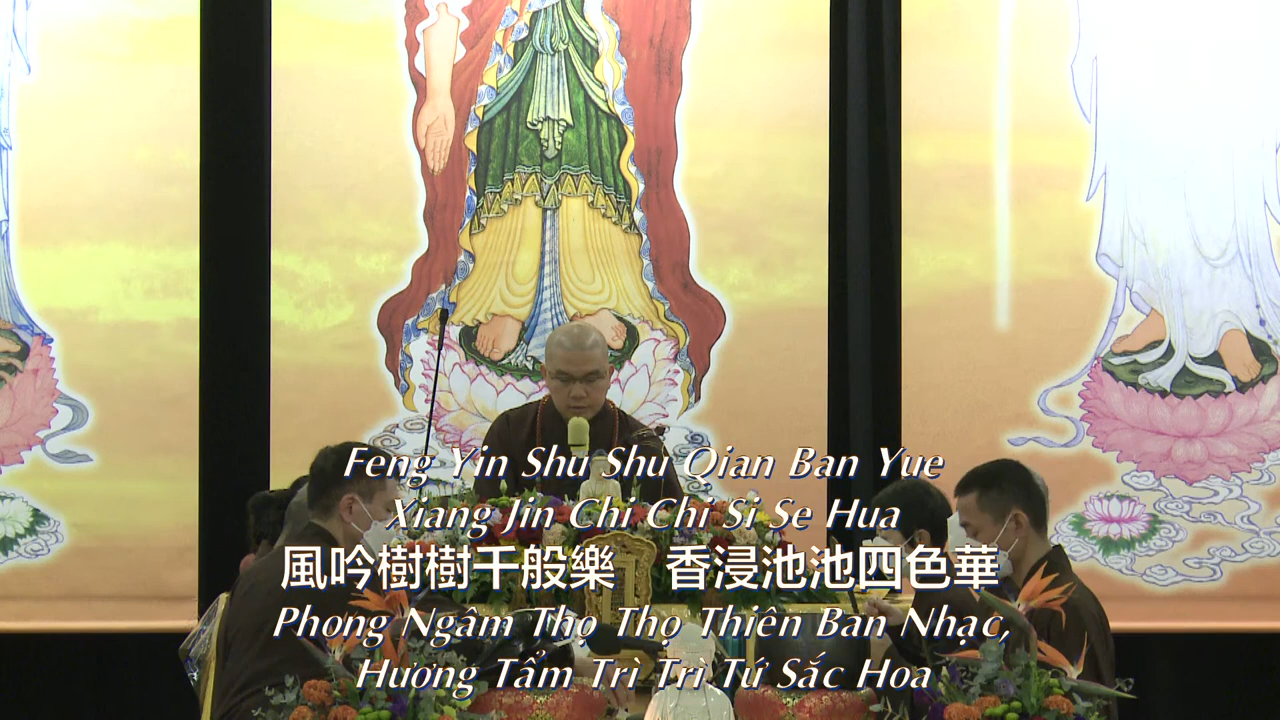 Feng Yin Shu Shu Qian Ban Yue
Xiang Jin Chi Chi Si Se Hua
風吟樹樹千般樂　香浸池池四色華
Phong Ngâm Thọ Thọ Thiên Ban Nhạc,
Hương Tẩm Trì Trì Tứ Sắc Hoa